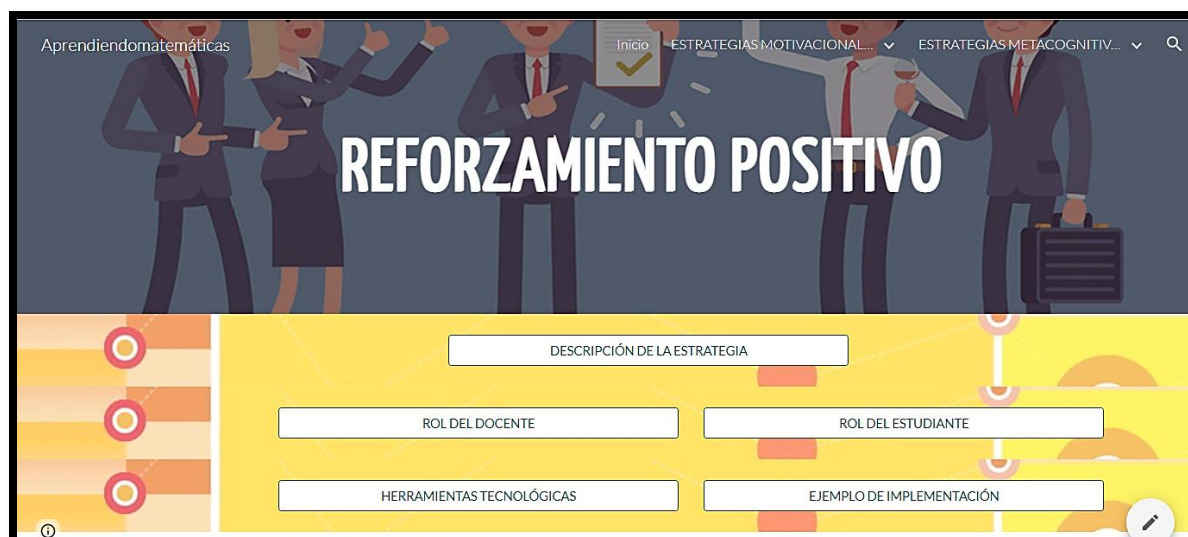 Aprendiendomatemáticas
Inicio ESTRATEGIAS MOTIVACIONAL... ESTRATEGIAS METACOGNITIV...
REFORZAMIENTO POSITIVO
DESCRIPCIÓN DE LA ESTRATEGIA
ROL DEL DOCENTE
ROL DEL ESTUDIANTE
HERRAMIENTAS TECNOLÓGICAS
EJEMPLO DE IMPLEMENTACIÓN